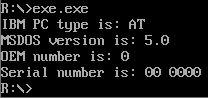 R:\>exe.exe
IBM PC type is: AT
MSDOS version is: 5.0
OEM number is: 0
Serial number is: 00 0000
R:\>